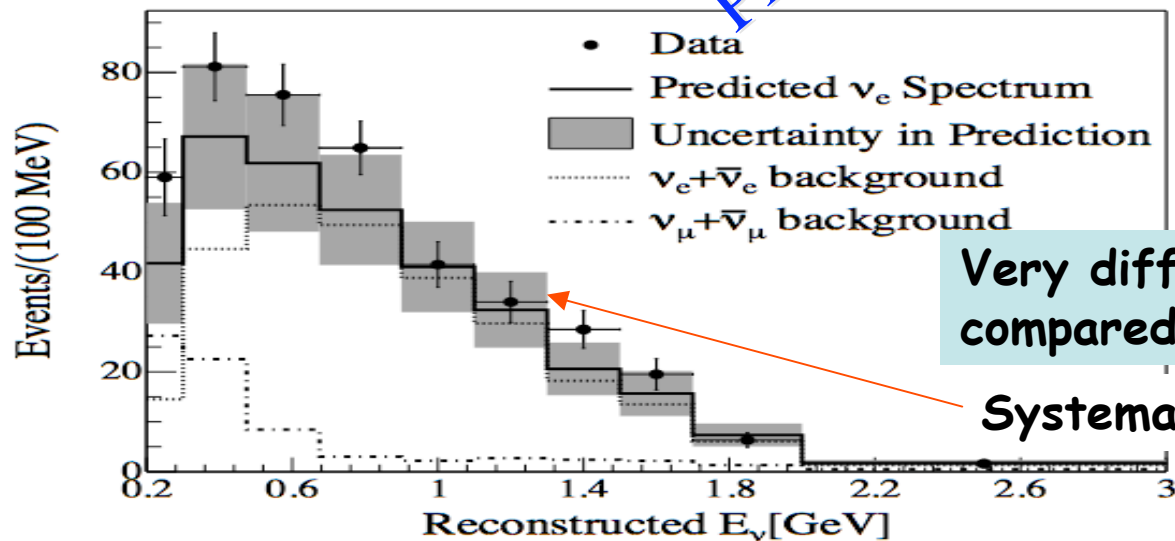 Data
Predicted νe Spectrum
Uncertainty in Prediction
νe+ν̅e background
νμ+ν̅μ background
Very diff
compared
Systema
Events/(100 MeV)
80
60
40
20
0
0.2 0.6 1 1.4 1.8 2.2 2.6 3
Reconstructed Eν[GeV]